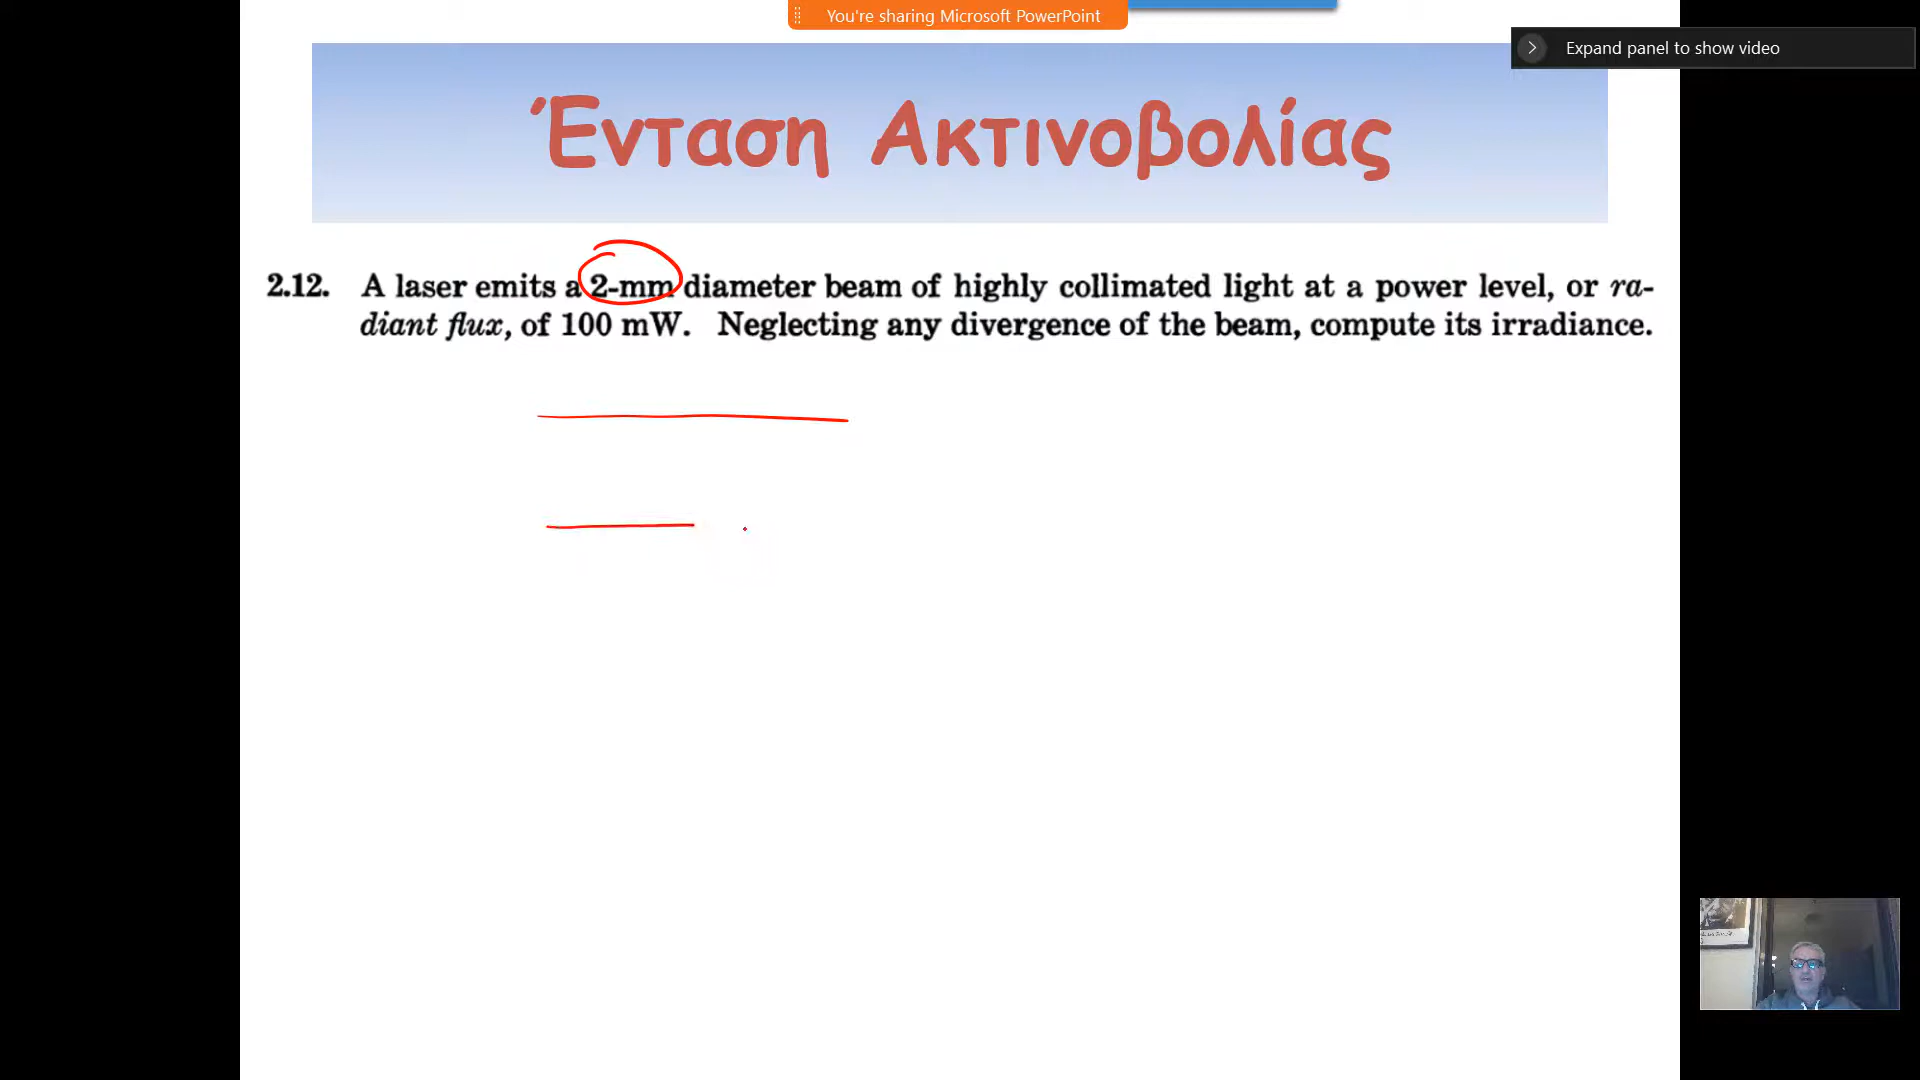 You're sharing Microsoft PowerPoint
Expand panel to show video
Ένταση Ακτινοβολίας
2.12. A laser emits a 2-mm diameter beam of highly collimated light at a power level, or ra-
diant flux, of 100 mW. Neglecting any divergence of the beam, compute its irradiance.